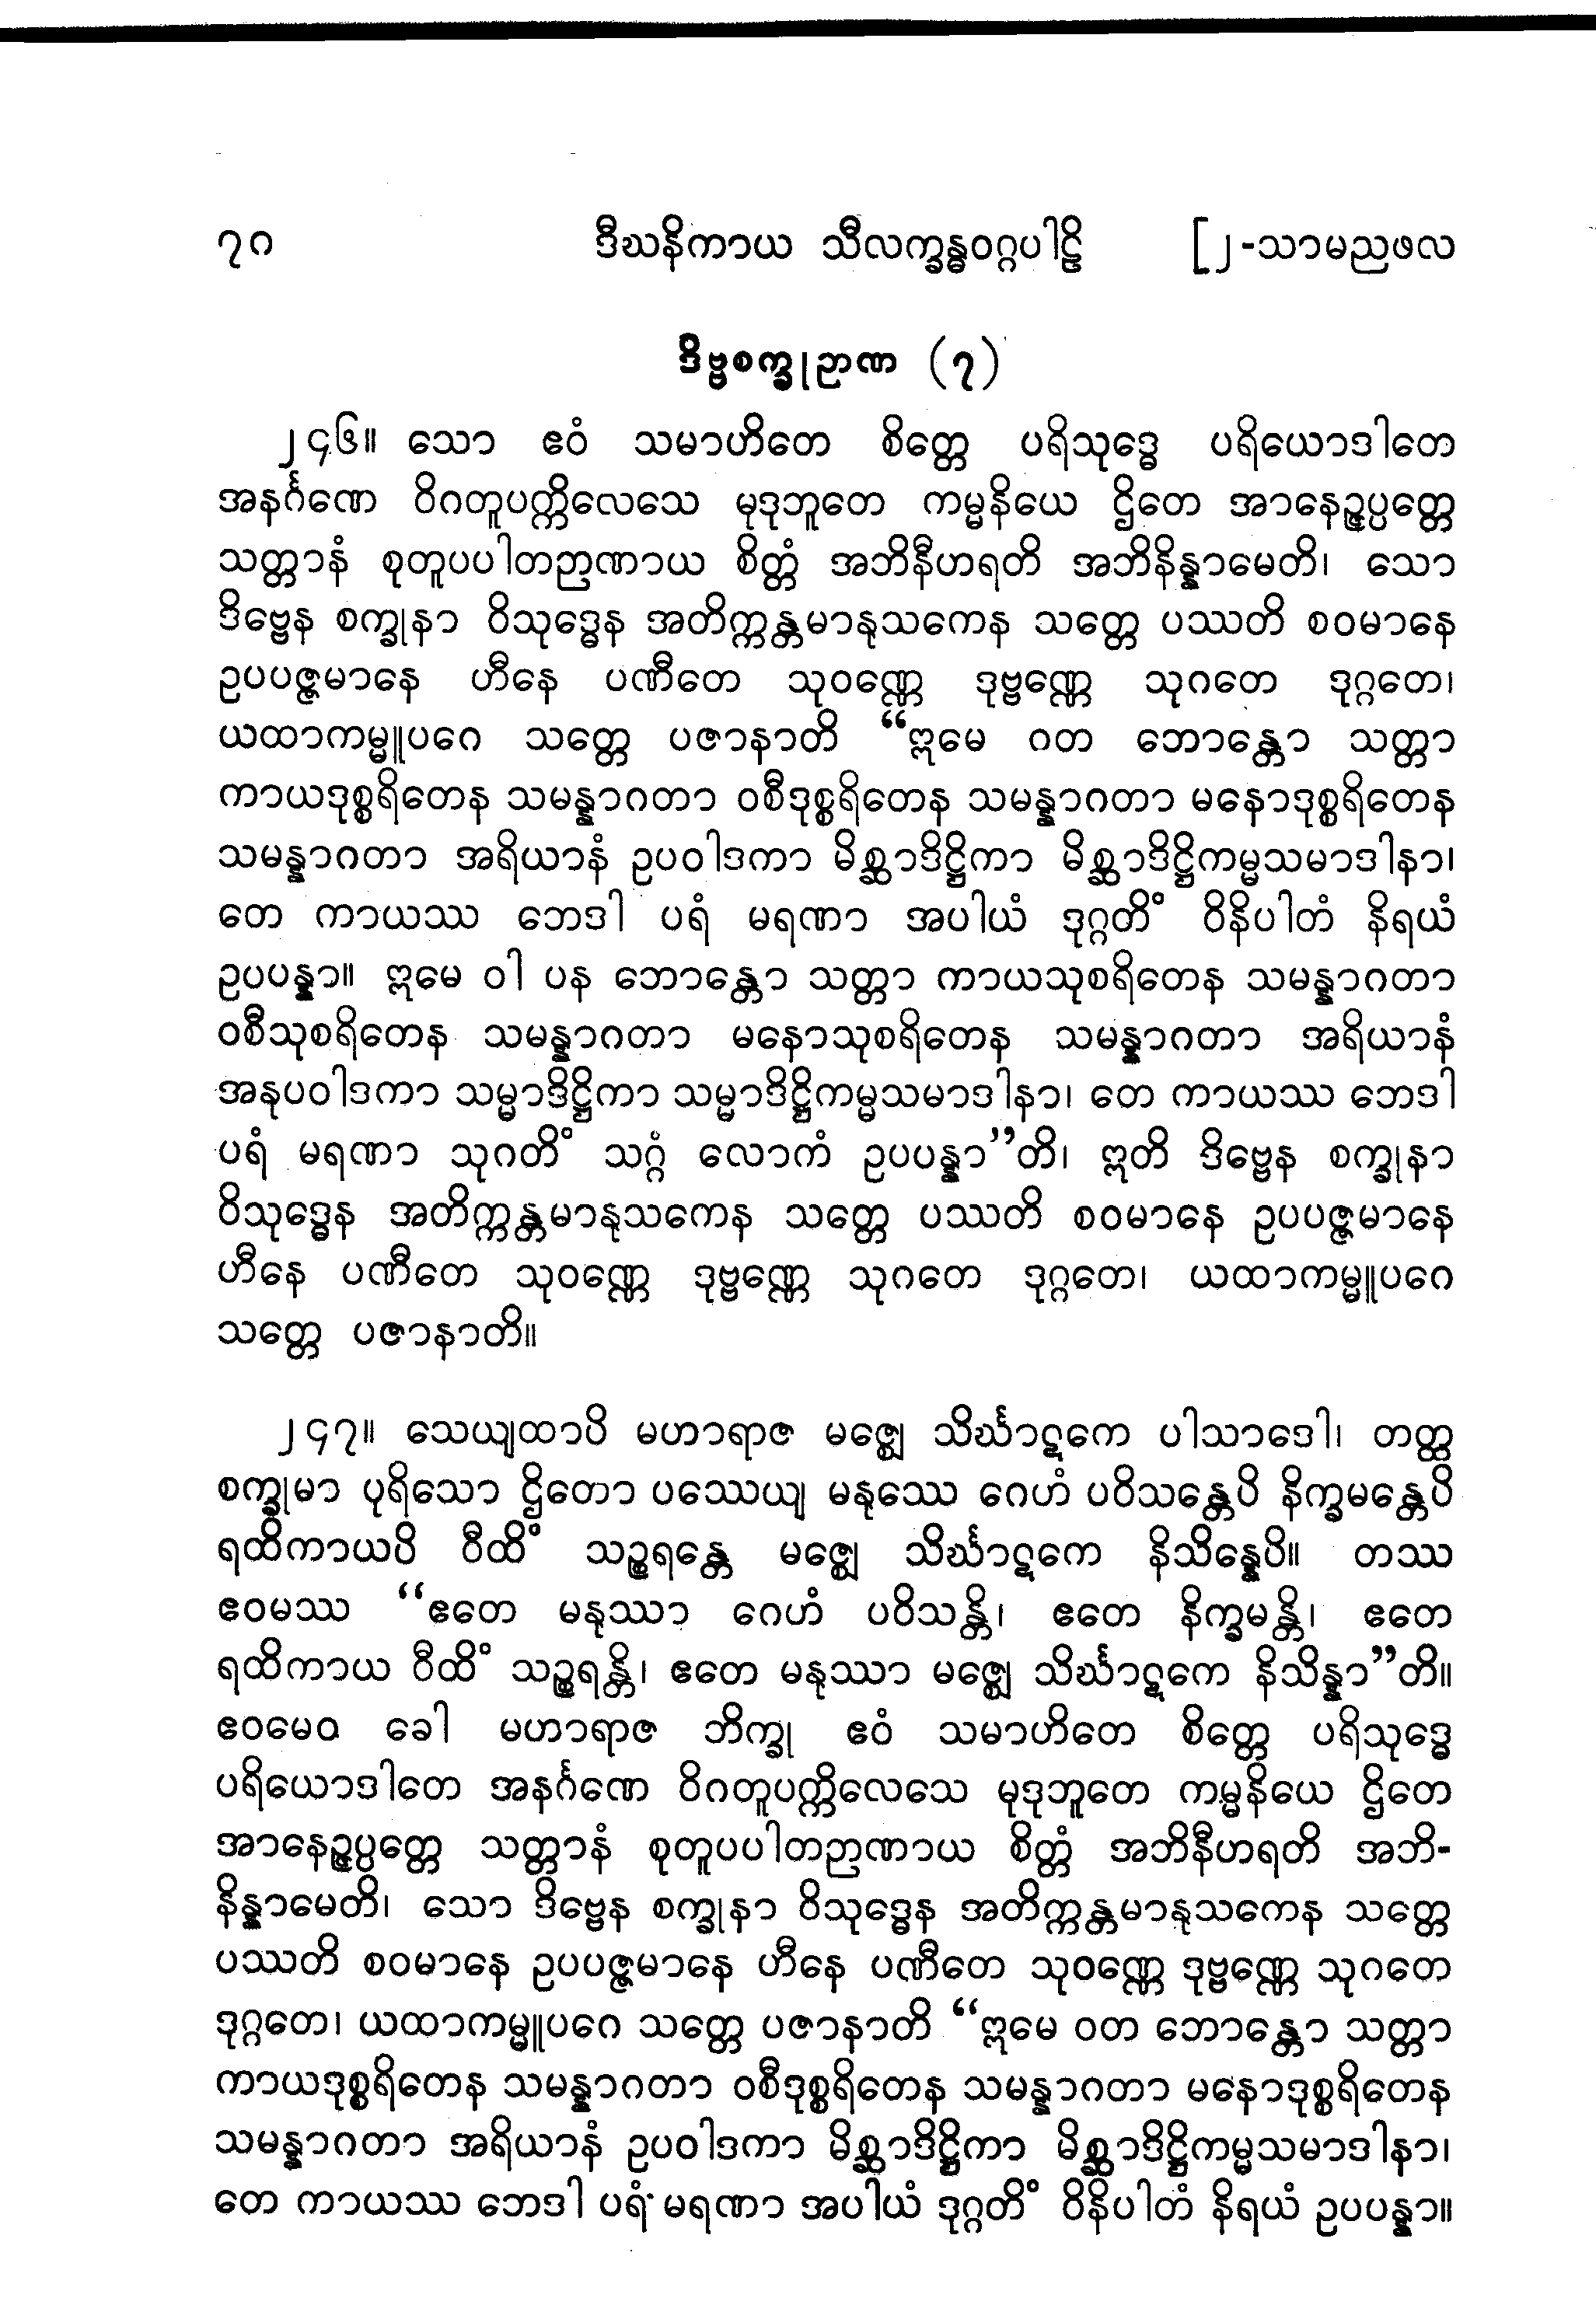 ၇၈ ဒီဃနိကာယ သီလက္ခန္ဓဝဂ္ဂပါဠိ [၂-သာမညဖလ
ဒိဗ္ဗစက္ခုဉာဏ (၇)
၂၄၆။ သော ဧဝံ သမာဟိတေ စိတ္တေ ပရိသုဒ္ဓေ ပရိယောဒါတေ
အနင်္ဂဏေ ဝိဂတူပက္ကိလေသေ မုဒုဘူတေ ကမ္မနိယေ ဌိတေ အာနေဉ္ဇပ္ပတ္တေ
သတ္တာနံ စုတူပပါတဉာဏာယ စိတ္တံ အဘိနီဟရတိ အဘိနိန္နာမေတိ၊ သော
ဒိဗ္ဗေန စက္ခုနာ ဝိသုဒ္ဓေန အတိက္ကန္တမာနုသကေန သတ္တေ ပဿတိ စဝမာနေ
ဥပပဇ္ဇမာနေ ဟီနေ ပဏီတေ သုဝဏ္ဏေ ဒုဗ္ဗဏ္ဏေ သုဂတေ ဒုဂ္ဂတေ၊
ယထာကမ္မူပဂေ သတ္တေ ပဇာနာတိ “ဣမေ ဂတ ဘောန္တော သတ္တာ
ကာယဒုစ္စရိတေန သမန္နာဂတာ ဝစီဒုစ္စရိတေန သမန္နာဂတာ မနောဒုစ္စရိတေန
သမန္နာဂတာ အရိယာနံ ဥပဝါဒကာ မိစ္ဆာဒိဋ္ဌိကာ မိစ္ဆာဒိဋ္ဌိကမ္မသမာဒါနာ၊
တေ ကာယဿ ဘေဒါ ပရံ မရဏာ အပါယံ ဒုဂ္ဂတိံ ဝိနိပါတံ နိရယံ
ဥပပန္နာ။ ဣမေ ဝါ ပန ဘောန္တော သတ္တာ ကာယသုစရိတေန သမန္နာဂတာ
ဝစီသုစရိတေန သမန္နာဂတာ မနောသုစရိတေန သမန္နာဂတာ အရိယာနံ
အနုပဝါဒကာ သမ္မာဒိဋ္ဌိကာ သမ္မာဒိဋ္ဌိကမ္မသမာဒါနာ၊ တေ ကာယဿ ဘေဒါ
ပရံ မရဏာ သုဂတိံ သဂ္ဂံ လောကံ ဥပပန္နာ”တိ၊ ဣတိ ဒိဗ္ဗေန စက္ခုနာ
ဝိသုဒ္ဓေန အတိက္ကန္တမာနုသကေန သတ္တေ ပဿတိ စဝမာနေ ဥပပဇ္ဇမာနေ
ဟီနေ ပဏီတေ သုဝဏ္ဏေ ဒုဗ္ဗဏ္ဏေ သုဂတေ ဒုဂ္ဂတေ၊ ယထာကမ္မူပဂေ
သတ္တေ ပဇာနာတိ။
၂၄၇။ သေယျထာပိ မဟာရာဇ မဇ္ဈေ သိင်္ဃာဋကေ ပါသာဒေါ၊ တတ္ထ
စက္ခုမာ ပုရိသော ဌိတော ပဿေယျ မနုဿေ ဂေဟံ ပဝိသန္တေပိ နိက္ခမန္တေပိ
ရထိကာယပိ ဝီထိံ သဉ္စရန္တေ မဇ္ဈေ သိင်္ဃာဋကေ နိသိန္နေပိ။ တဿ
ဧဝမဿ “ဧတေ မနုဿာ ဂေဟံ ပဝိသန္တိ၊ ဧတေ နိက္ခမန္တိ၊ ဧတေ
ရထိကာယ ဝီထိံ သဉ္စရန္တိ၊ ဧတေ မနုဿာ မဇ္ဈေ သိင်္ဃာဋကေ နိသိန္နာ”တိ။
ဧဝမေဝ ခေါ မဟာရာဇ ဘိက္ခု ဧဝံ သမာဟိတေ စိတ္တေ ပရိသုဒ္ဓေ
ပရိယောဒါတေ အနင်္ဂဏေ ဝိဂတူပက္ကိလေသေ မုဒုဘူတေ ကမ္မနိယေ ဌိတေ
အာနေဉ္ဇပ္ပတ္တေ သတ္တာနံ စုတူပပါတဉာဏာယ စိတ္တံ အဘိနီဟရတိ အဘိ-
နိန္နာမေတိ၊ သော ဒိဗ္ဗေန စက္ခုနာ ဝိသုဒ္ဓေန အတိက္ကန္တမာနုသကေန သတ္တေ
ပဿတိ စဝမာနေ ဥပပဇ္ဇမာနေ ဟီနေ ပဏီတေ သုဝဏ္ဏေ ဒုဗ္ဗဏ္ဏေ သုဂတေ
ဒုဂ္ဂတေ၊ ယထာကမ္မူပဂေ သတ္တေ ပဇာနာတိ “ဣမေ ဝတ ဘောန္တော သတ္တာ
ကာယဒုစ္စရိတေန သမန္နာဂတာ ဝစီဒုစ္စရိတေန သမန္နာဂတာ မနောဒုစ္စရိတေန
သမန္နာဂတာ အရိယာနံ ဥပဝါဒကာ မိစ္ဆာဒိဋ္ဌိကာ မိစ္ဆာဒိဋ္ဌိကမ္မသမာဒါနာ၊
တေ ကာယဿ ဘေဒါ ပရံ မရဏာ အပါယံ ဒုဂ္ဂတိံ ဝိနိပါတံ နိရယံ ဥပပန္နာ။